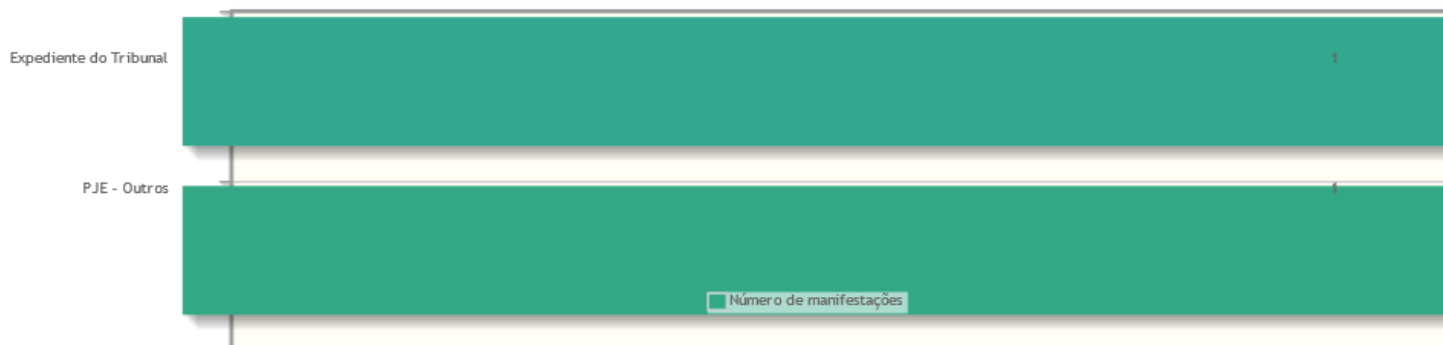 Expediente do Tribunal
1
PJE - Outros
1
Número de manifestações